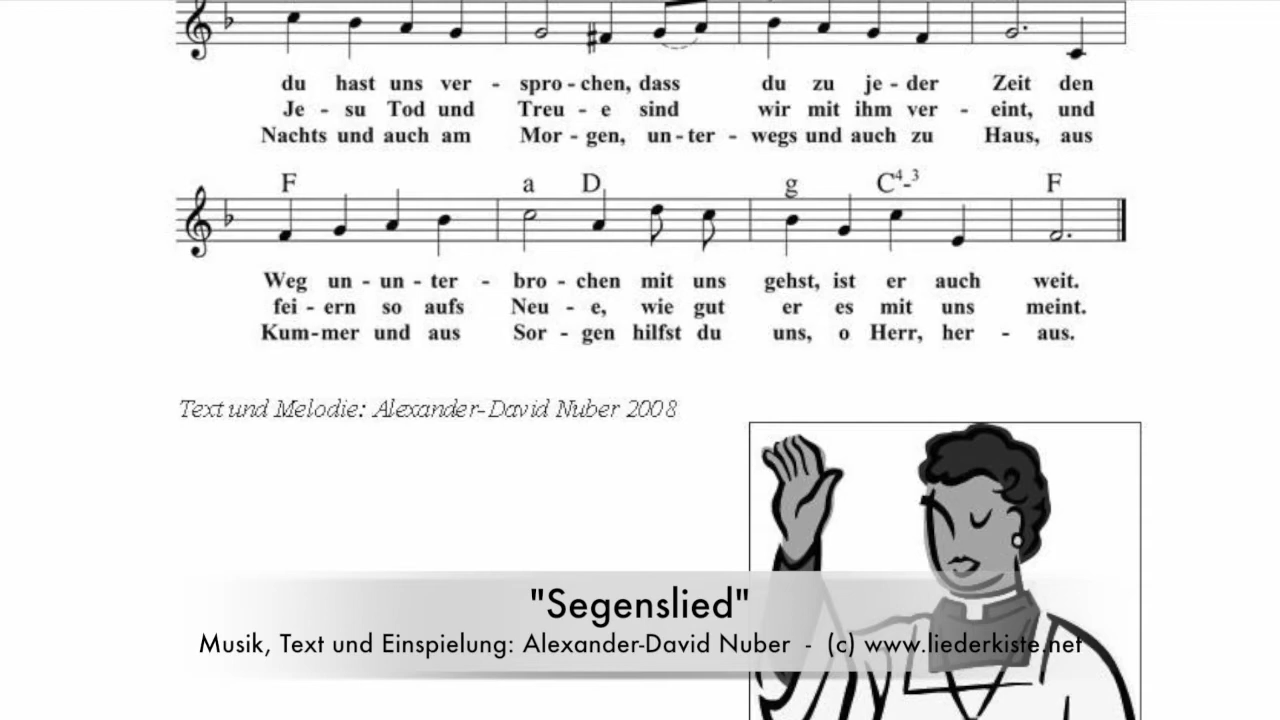 du hast uns ver - spro - chen, dass du zu je - der Zeit den
Je - su Tod und Treu - e sind wir mit ihm ver - eint, und
Nachts und auch am Mor - gen, un - ter - wegs und auch zu Haus, aus
F a D g C4-3 F
Weg un - un - ter - bro - chen mit uns gehst, ist er auch weit.
fei - ern so aufs Neu - e, wie gut er es mit uns meint.
Kum - mer und aus Sor - gen hilfst du uns, o Herr, her - aus.
Text und Melodie: Alexander-David Nuber 2008
"Segenslied"
Musik, Text und Einspielung: Alexander-David Nuber - (c) www.liederkiste.net